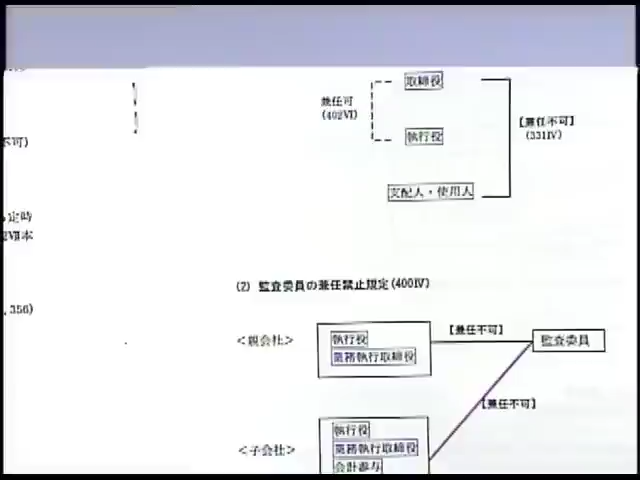 取締役
兼任可
(402Ⅵ)
【兼任不可】
(331Ⅳ)
執行役
不可)
支配人・使用人
定時
2Ⅶ本
(2) 監査委員の兼任禁止規定(400Ⅳ)
, 356)
【兼任不可】
<親会社>
執行役
監査委員
業務執行取締役
【兼任不可】
執行役
<子会社>
業務執行取締役
会計参与